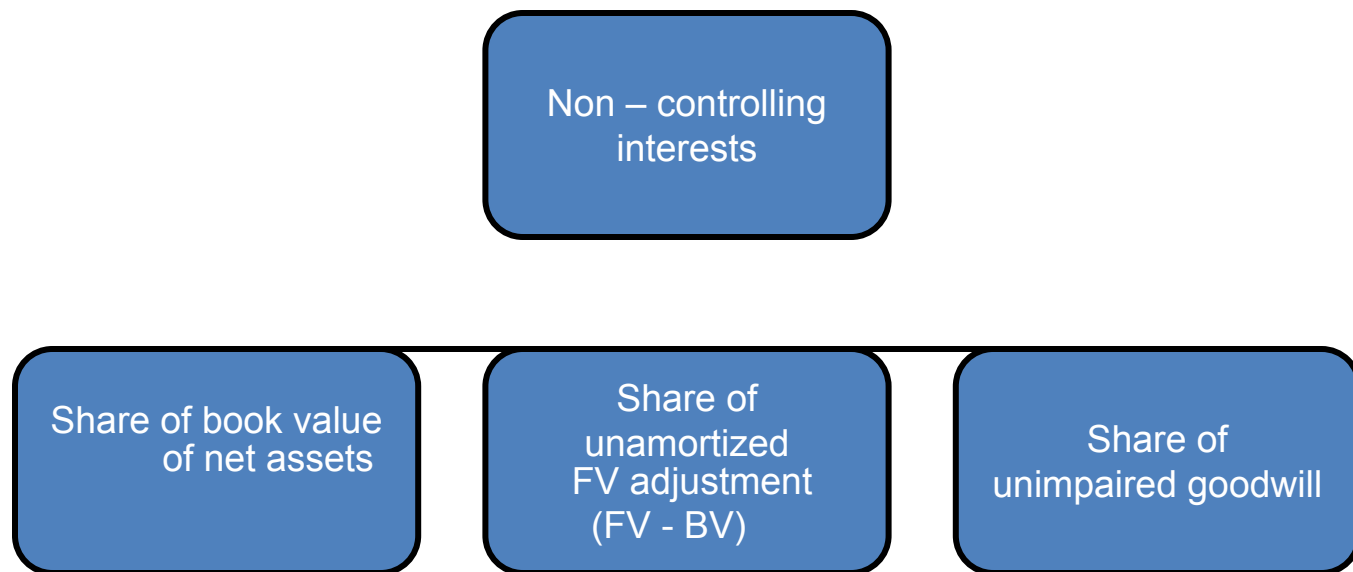 Non – controlling
interests
Share of book value
of net assets
Share of
unamortized
FV adjustment
(FV - BV)
Share of
unimpaired goodwill